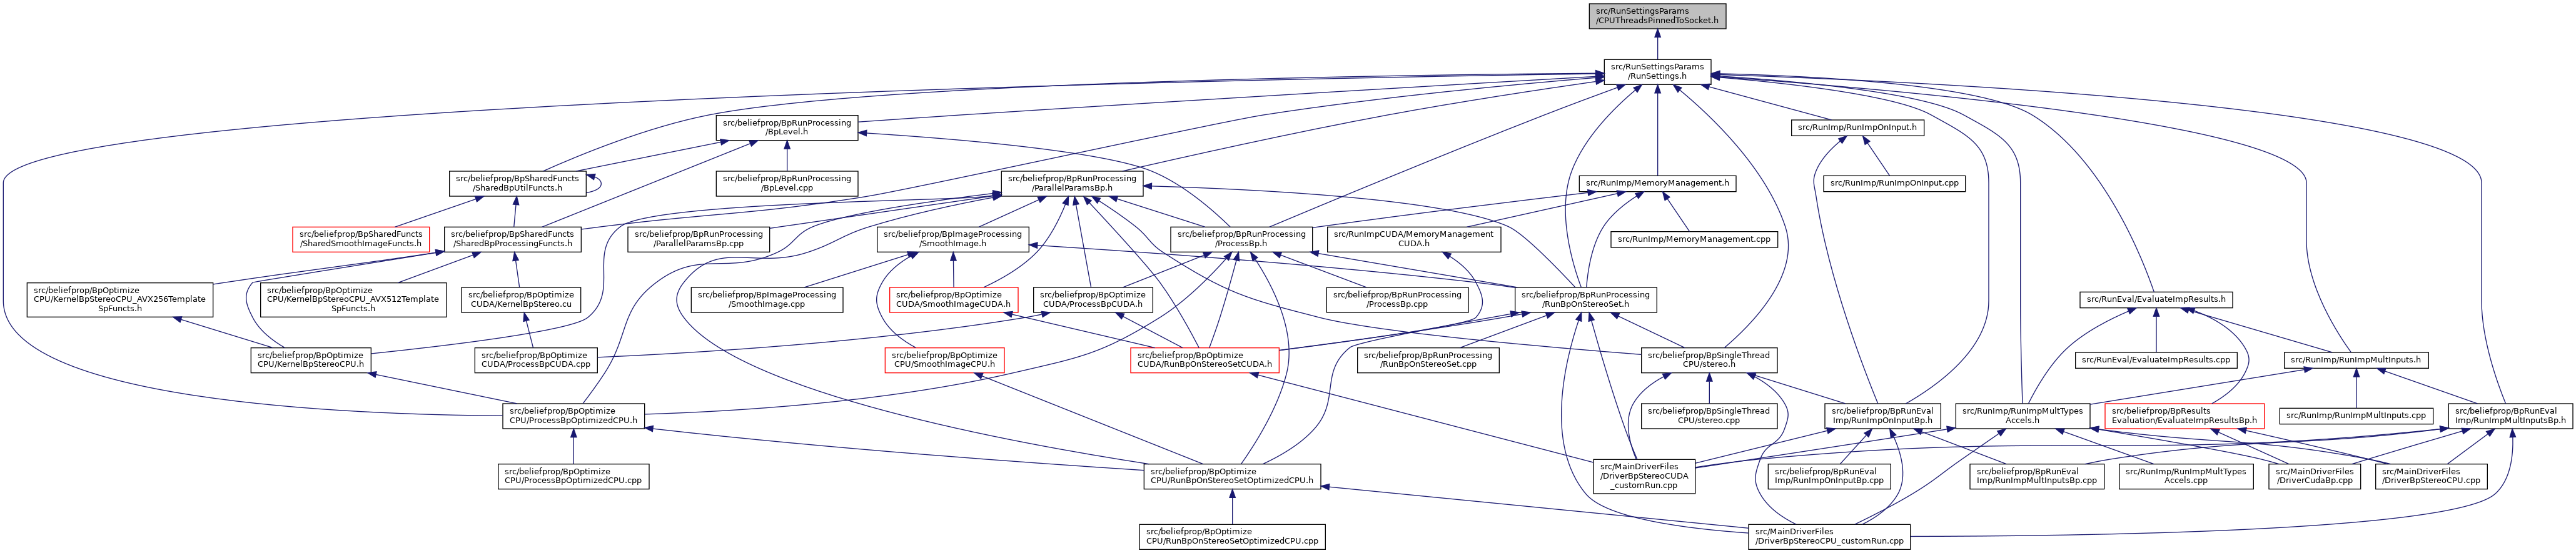 src/RunSettingsParams
/CPUThreadsPinnedToSocket.h
src/RunSettingsParams
/RunSettings.h
src/beliefprop/BpRunProcessing
/BpLevel.h
src/RunImp/RunImpOnInput.h
src/beliefprop/BpSharedFuncts
/SharedBpUtilFuncts.h
src/beliefprop/BpRunProcessing
/BpLevel.cpp
src/beliefprop/BpRunProcessing
/ParallelParamsBp.h
src/RunImp/MemoryManagement.h
src/RunImp/RunImpOnInput.cpp
src/beliefprop/BpSharedFuncts
/SharedSmoothImageFuncts.h
src/beliefprop/BpSharedFuncts
/SharedBpProcessingFuncts.h
src/beliefprop/BpRunProcessing
/ParallelParamsBp.cpp
src/beliefprop/BpImageProcessing
/SmoothImage.h
src/beliefprop/BpRunProcessing
/ProcessBp.h
src/RunImpCUDA/MemoryManagement
CUDA.h
src/RunImp/MemoryManagement.cpp
src/beliefprop/BpOptimize
CPU/KernelBpStereoCPU_AVX256Template
SpFuncts.h
src/beliefprop/BpOptimize
CPU/KernelBpStereoCPU_AVX512Template
SpFuncts.h
src/beliefprop/BpOptimize
CUDA/KernelBpStereo.cu
src/beliefprop/BpImageProcessing
/SmoothImage.cpp
src/beliefprop/BpOptimize
CUDA/SmoothImageCUDA.h
src/beliefprop/BpOptimize
CUDA/ProcessBpCUDA.h
src/beliefprop/BpRunProcessing
/ProcessBp.cpp
src/beliefprop/BpRunProcessing
/RunBpOnStereoSet.h
src/RunEval/EvaluateImpResults.h
src/beliefprop/BpOptimize
CPU/KernelBpStereoCPU.h
src/beliefprop/BpOptimize
CUDA/ProcessBpCUDA.cpp
src/beliefprop/BpOptimize
CPU/SmoothImageCPU.h
src/beliefprop/BpOptimize
CUDA/RunBpOnStereoSetCUDA.h
src/beliefprop/BpRunProcessing
/RunBpOnStereoSet.cpp
src/beliefprop/BpSingleThread
CPU/stereo.h
src/RunEval/EvaluateImpResults.cpp
src/RunImp/RunImpMultInputs.h
src/beliefprop/BpOptimize
CPU/ProcessBpOptimizedCPU.h
src/beliefprop/BpSingleThread
CPU/stereo.cpp
src/beliefprop/BpRunEval
Imp/RunImpOnInputBp.h
src/RunImp/RunImpMultTypes
Accels.h
src/beliefprop/BpResults
Evaluation/EvaluateImpResultsBp.h
src/RunImp/RunImpMultInputs.cpp
src/beliefprop/BpRunEval
Imp/RunImpMultInputsBp.h
src/beliefprop/BpOptimize
CPU/ProcessBpOptimizedCPU.cpp
src/beliefprop/BpOptimize
CPU/RunBpOnStereoSetOptimizedCPU.h
src/MainDriverFiles
/DriverBpStereoCUDA
_customRun.cpp
src/beliefprop/BpRunEval
Imp/RunImpOnInputBp.cpp
src/beliefprop/BpRunEval
Imp/RunImpMultInputsBp.cpp
src/RunImp/RunImpMultTypes
Accels.cpp
src/MainDriverFiles
/DriverCudaBp.cpp
src/MainDriverFiles
/DriverBpStereoCPU.cpp
src/beliefprop/BpOptimize
CPU/RunBpOnStereoSetOptimizedCPU.cpp
src/MainDriverFiles
/DriverBpStereoCPU_customRun.cpp